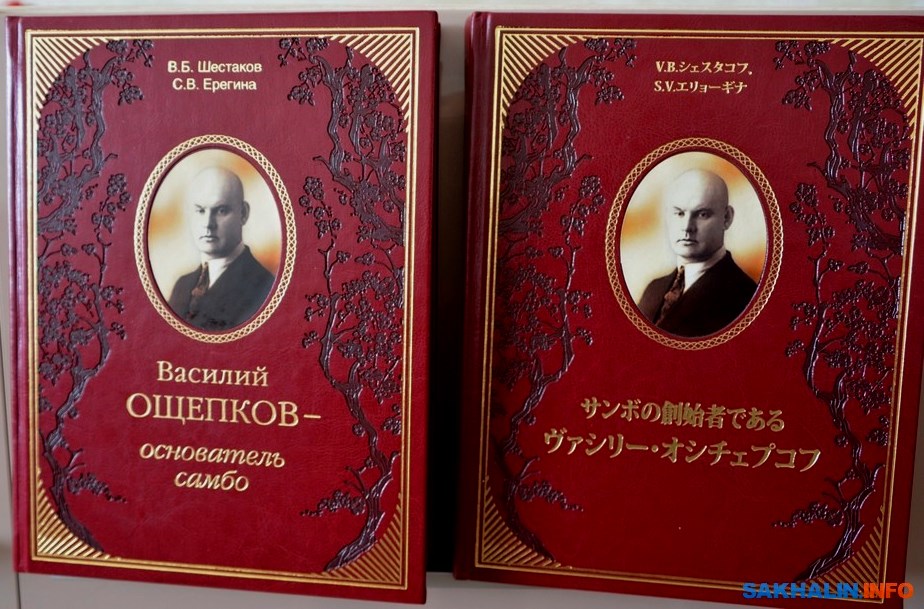 В.Б. Шестаков
С.В. Ерегина
Василий
ОЩЕПКОВ –
основатель
самбо
V.B.シェスタコフ。
S.V.エリョーギナ
サンボの創始者である
ヴァシリー・オシチェプコフ
SAKHALIN.INFO